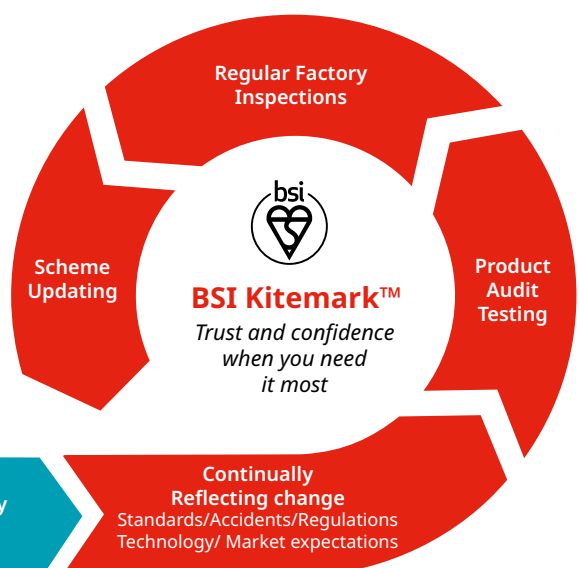 Regular Factory
Inspections
bsi
Scheme
Updating
Product
Audit
Testing
BSI Kitemark™
Trust and confidence
when you need
it most
Continually
Reflecting change
Standards/Accidents/Regulations
Technology/ Market expectations